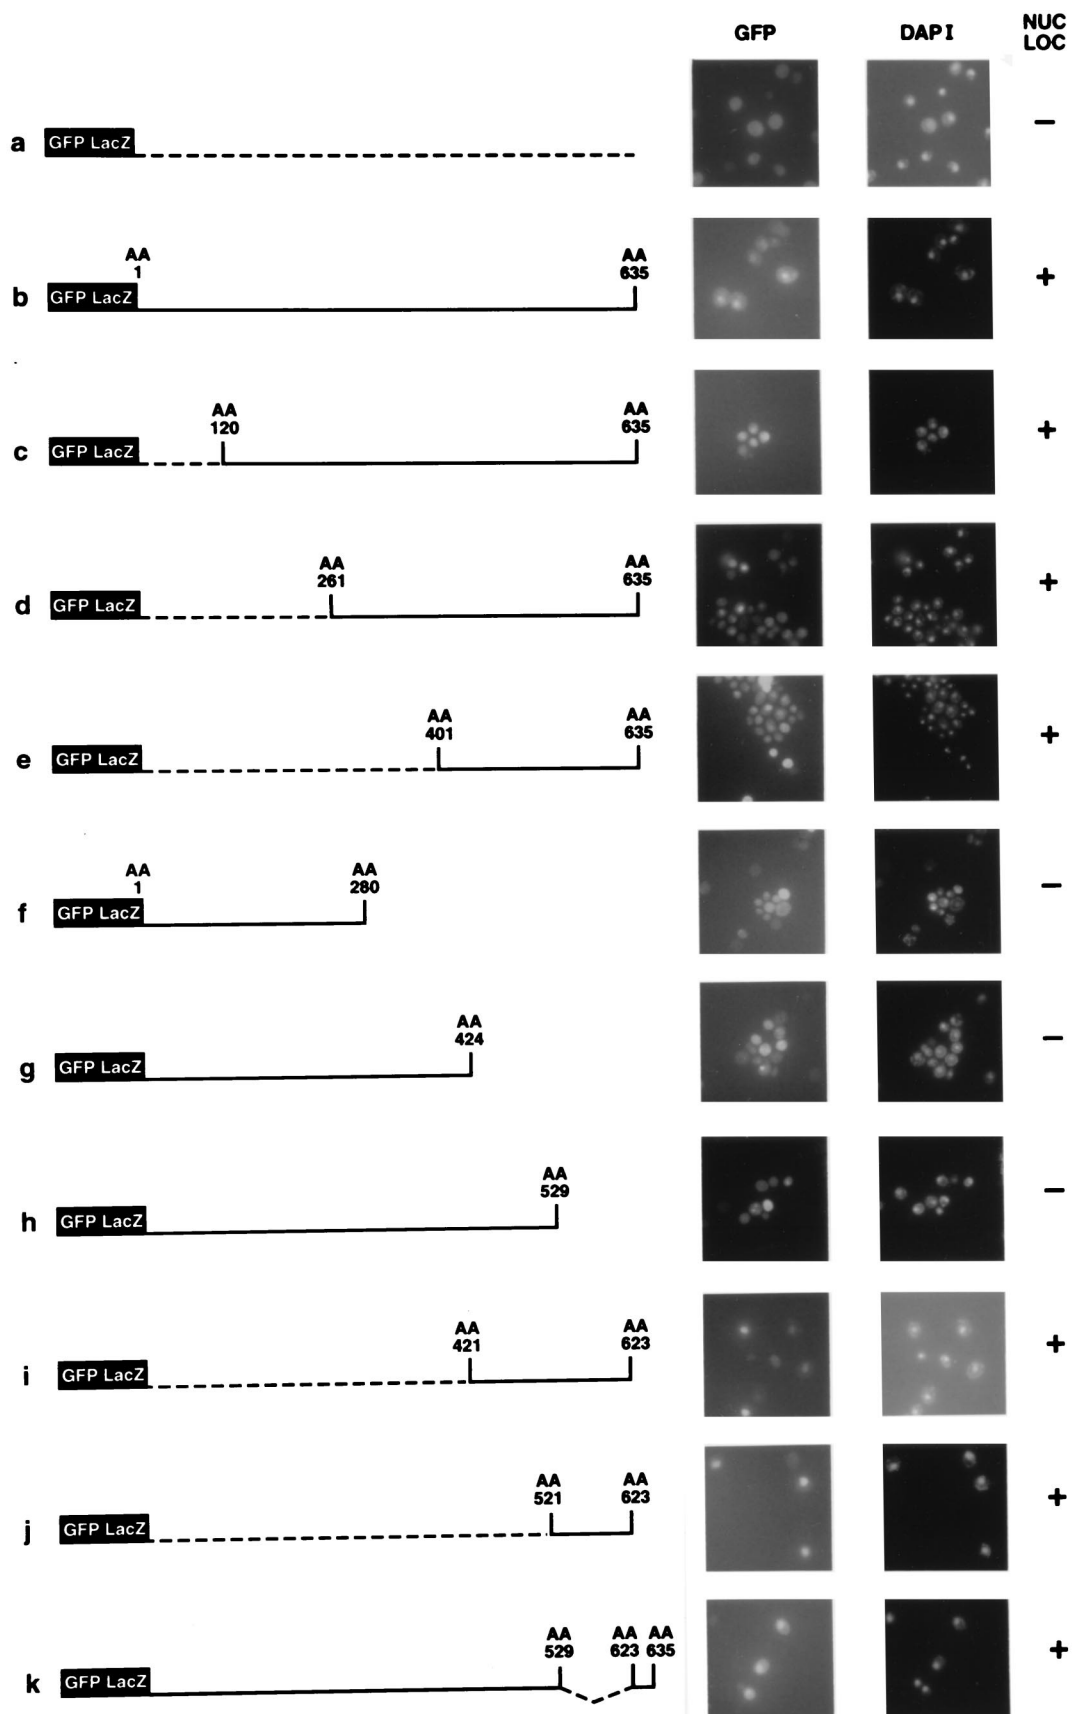 GFP DAPI NUC LOC
a GFP LacZ −
AA AA
1 635
b GFP LacZ +
AA AA
120 635
c GFP LacZ +
AA AA
261 635
d GFP LacZ +
AA AA
401 635
e GFP LacZ +
AA AA
1 280
f GFP LacZ −
AA
424
g GFP LacZ −
AA
529
h GFP LacZ −
AA AA
421 623
i GFP LacZ +
AA AA
521 623
j GFP LacZ +
AA AA AA
529 623 635
k GFP LacZ +